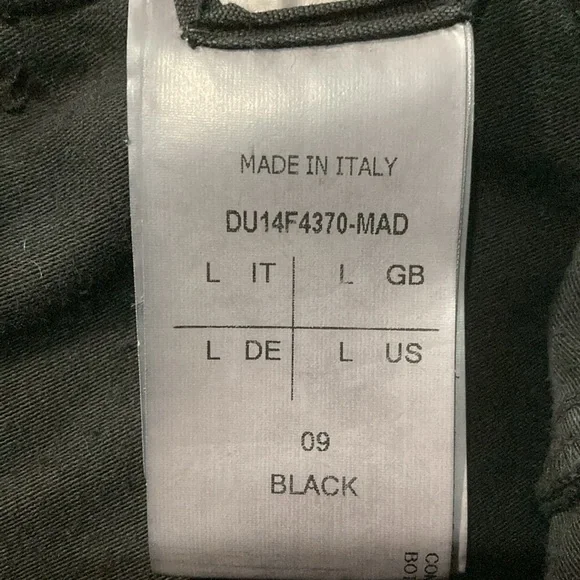 MADE IN ITALY
DU14F4370-MAD
L IT L GB
L DE L US
09
BLACK